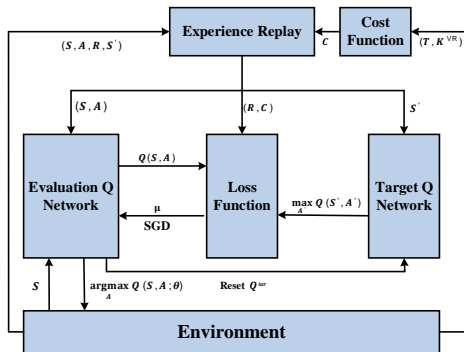 Experience Replay
Cost
Function
(S, A, R, S′)
C
(T, K^VR)
(S, A)
(R, C)
S′
Q(S, A)
Evaluation Q
Network
Loss
Function
Target Q
Network
max Q (S′, A′)
A′
μ
SGD
S
argmax Q (S, A; θ)
A
Reset Q^tar
Environment